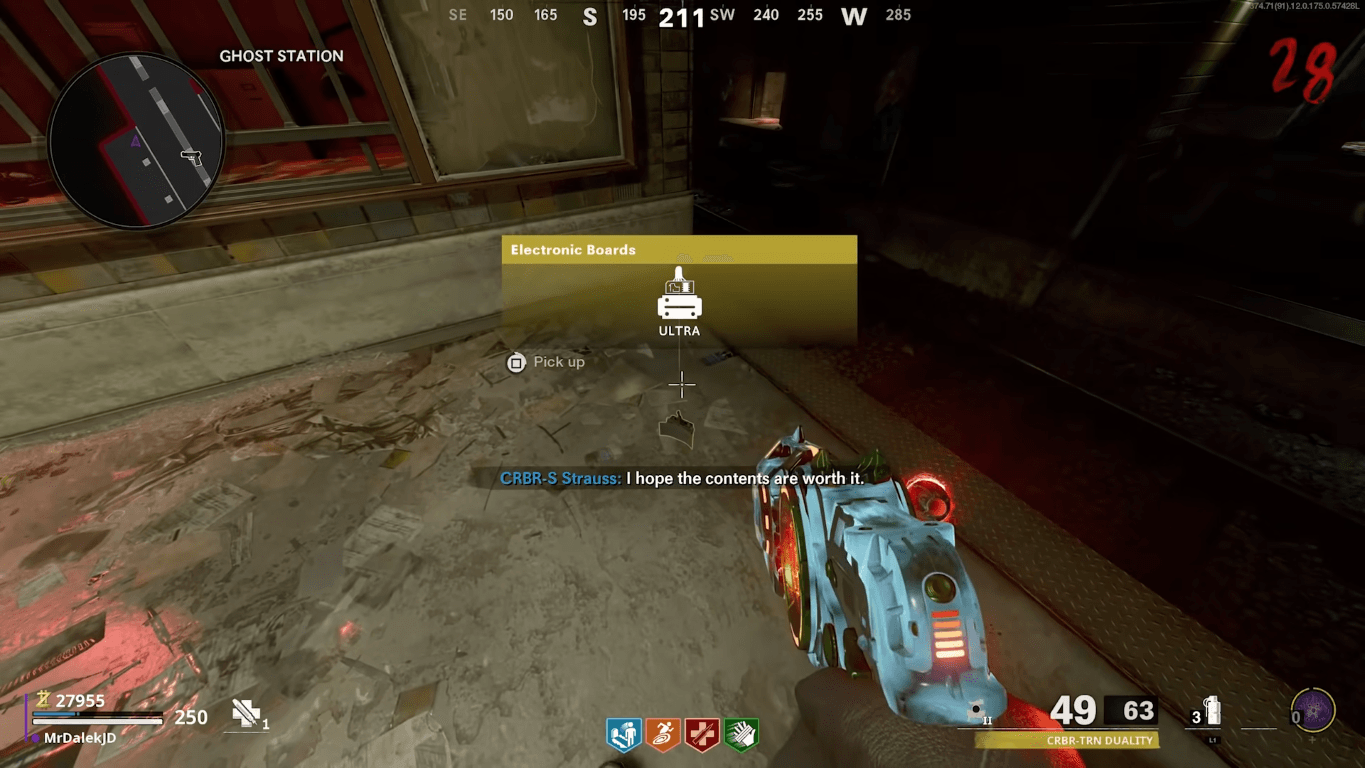 SE 150 165 S 195 211 SW 240 255 W 285
GHOST STATION
28
Electronic Boards
ULTRA
Pick up
CRBR-S Strauss: I hope the contents are worth it.
27955
250
MrDalekJD
1
II
49 63
CRBR-TRN DUALITY
3
L1
0